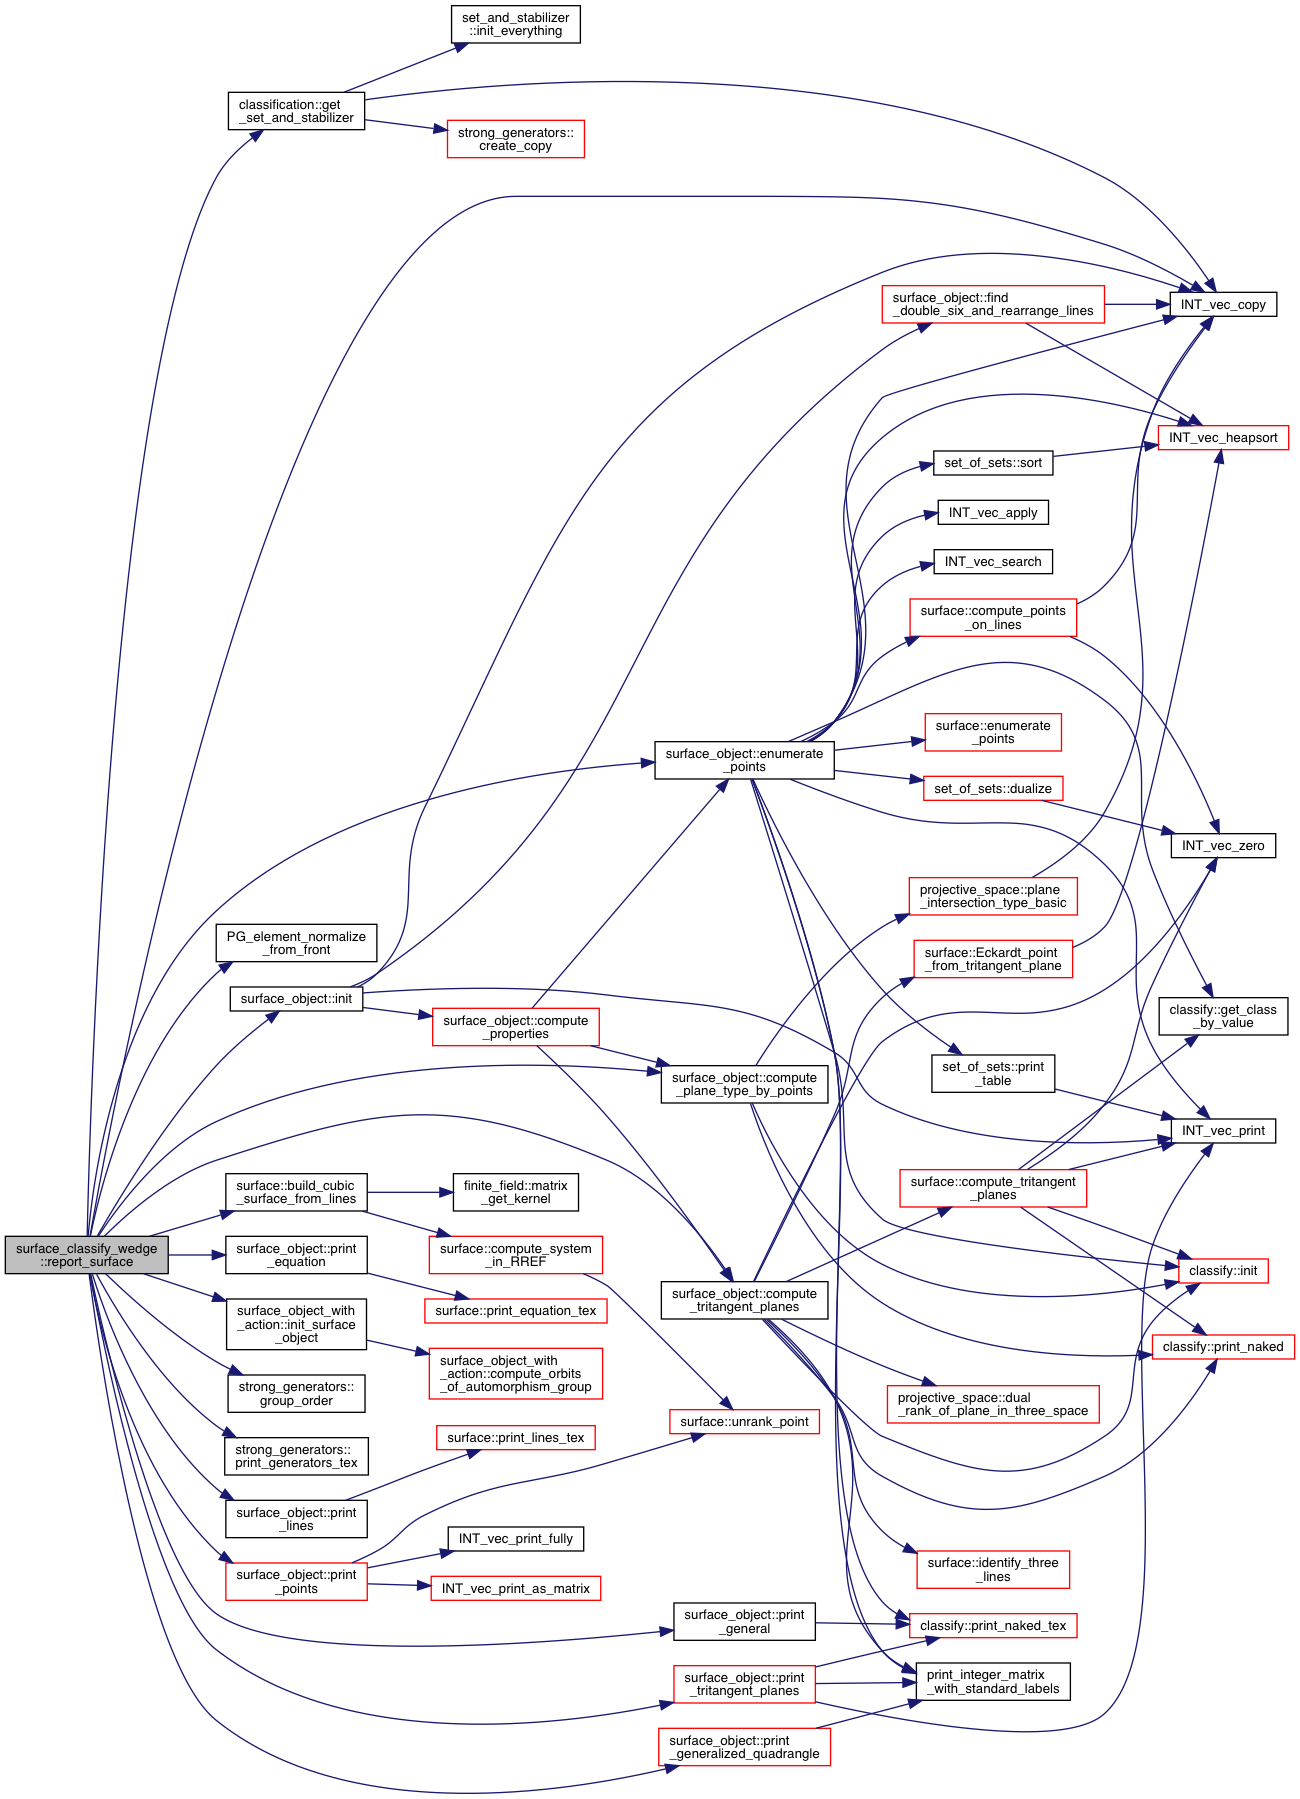 set_and_stabilizer
::init_everything
classification::get
_set_and_stabilizer
strong_generators::
create_copy
surface_object::find
_double_six_and_rearrange_lines
INT_vec_copy
INT_vec_heapsort
set_of_sets::sort
INT_vec_apply
INT_vec_search
surface::compute_points
_on_lines
surface::enumerate
_points
surface_object::enumerate
_points
set_of_sets::dualize
INT_vec_zero
projective_space::plane
_intersection_type_basic
PG_element_normalize
_from_front
surface::Eckardt_point
_from_tritangent_plane
surface_object::init
classify::get_class
_by_value
surface_object::compute
_properties
set_of_sets::print
_table
surface_object::compute
_plane_type_by_points
INT_vec_print
surface::build_cubic
_surface_from_lines
finite_field::matrix
_get_kernel
surface::compute_tritangent
_planes
surface_classify_wedge
::report_surface
surface_object::print
_equation
surface::compute_system
_in_RREF
classify::init
surface_object::compute
_tritangent_planes
surface::print_equation_tex
surface_object_with
_action::init_surface
_object
classify::print_naked
surface_object_with
_action::compute_orbits
_of_automorphism_group
strong_generators::
group_order
projective_space::dual
_rank_of_plane_in_three_space
surface::unrank_point
surface::print_lines_tex
strong_generators::
print_generators_tex
surface_object::print
_lines
INT_vec_print_fully
surface_object::print
_points
INT_vec_print_as_matrix
surface::identify_three
_lines
surface_object::print
_general
classify::print_naked_tex
surface_object::print
_tritangent_planes
print_integer_matrix
_with_standard_labels
surface_object::print
_generalized_quadrangle